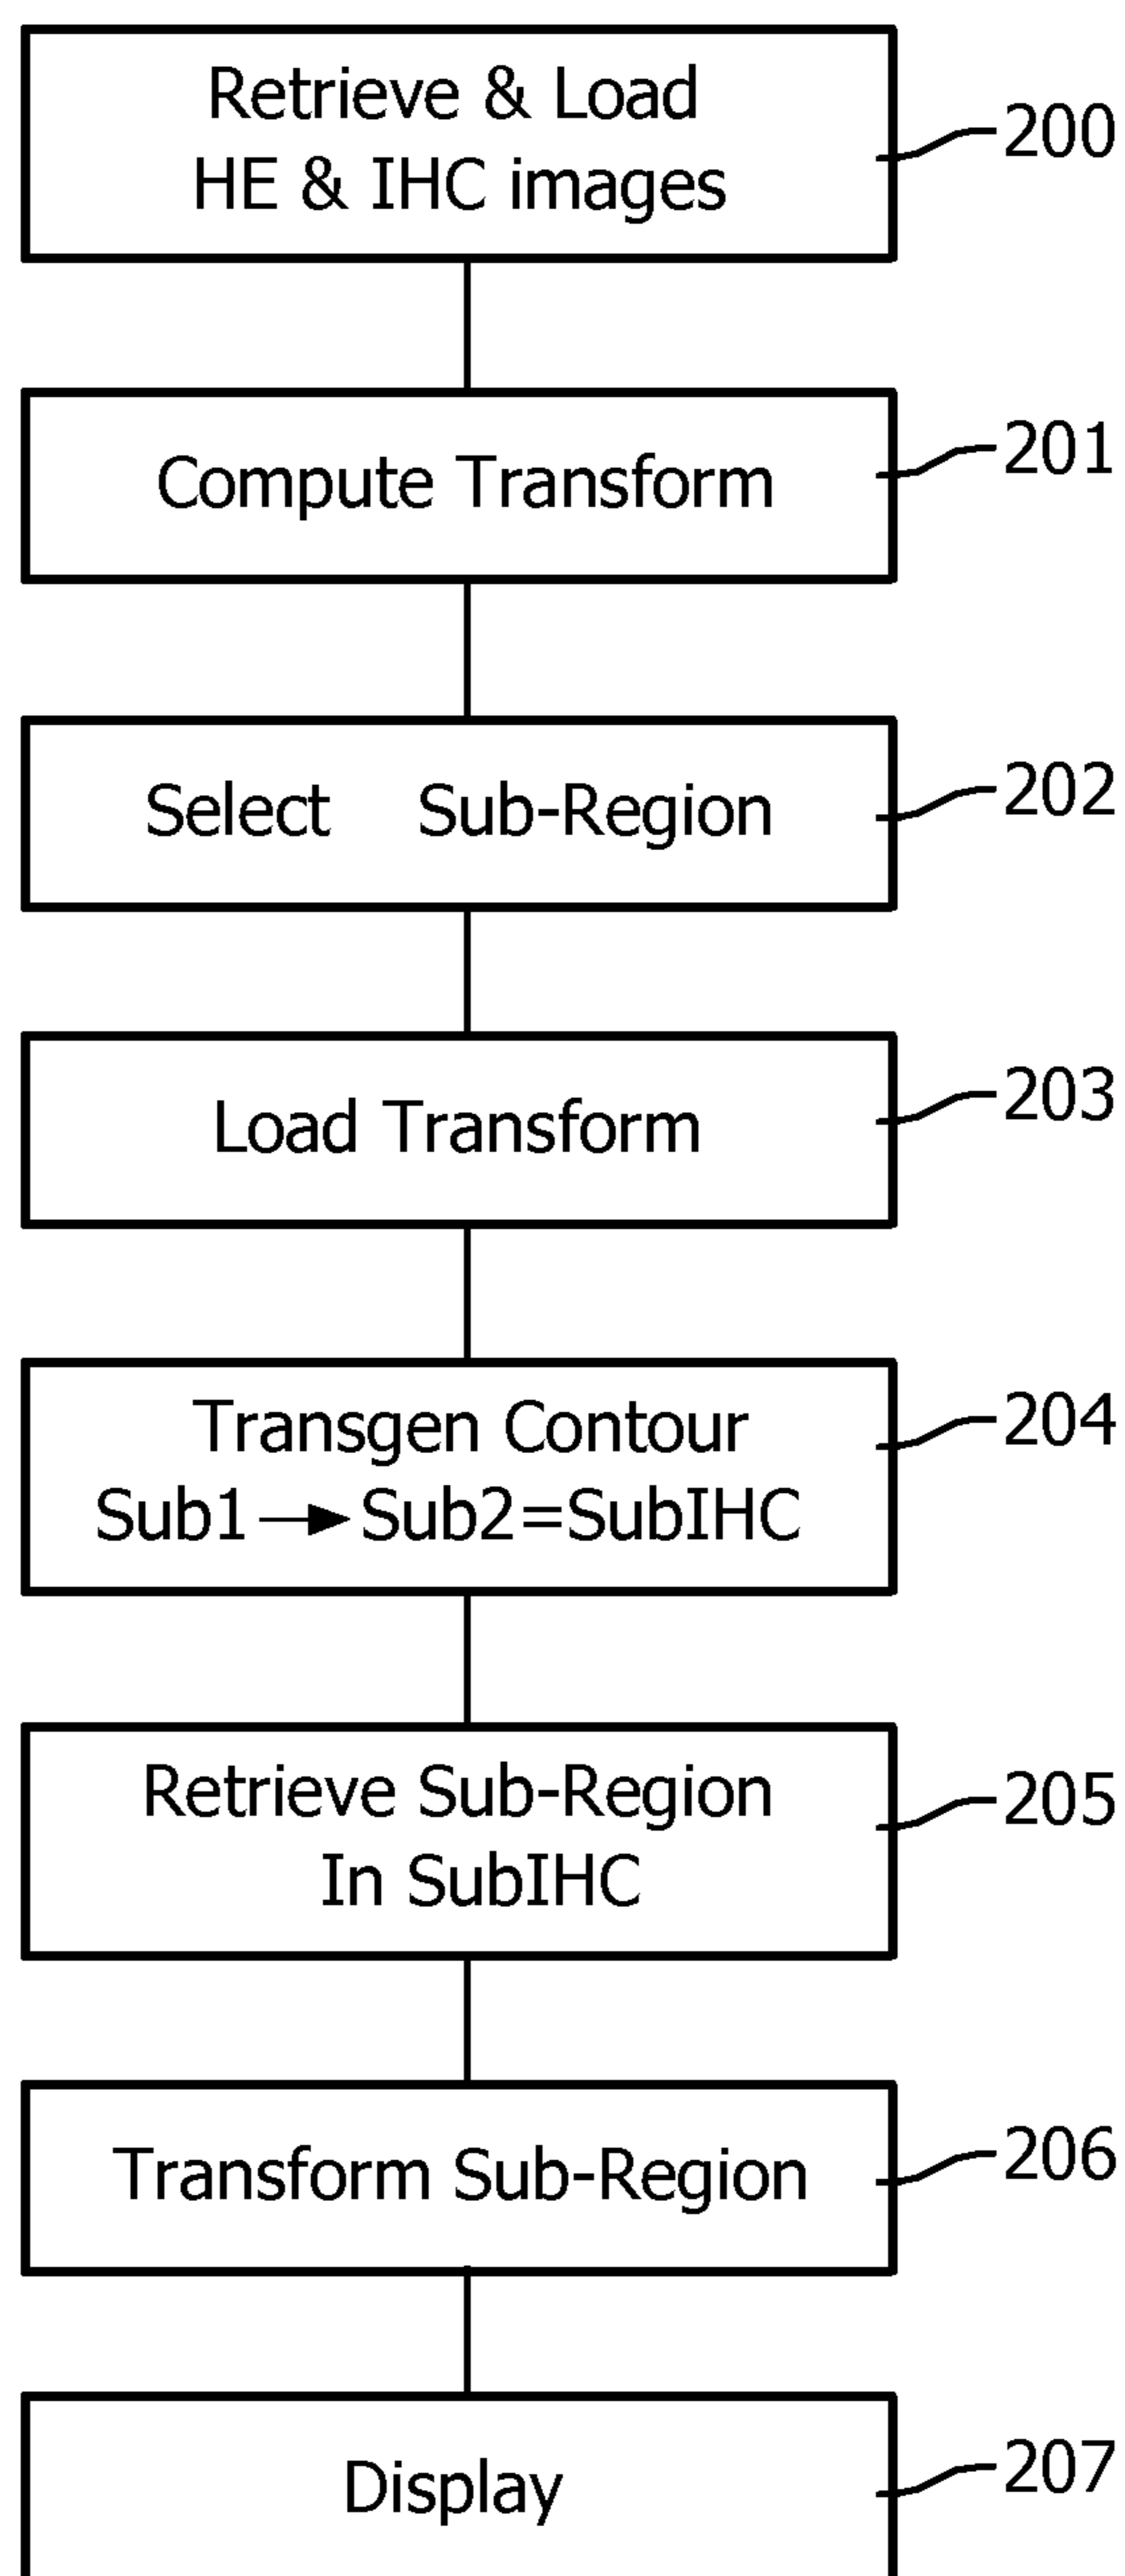 Retrieve & Load
HE & IHC images
200
Compute Transform
201
Select Sub-Region
202
Load Transform
203
Transgen Contour
Sub1→Sub2=SubIHC
204
Retrieve Sub-Region
In SubIHC
205
Transform Sub-Region
206
Display
207